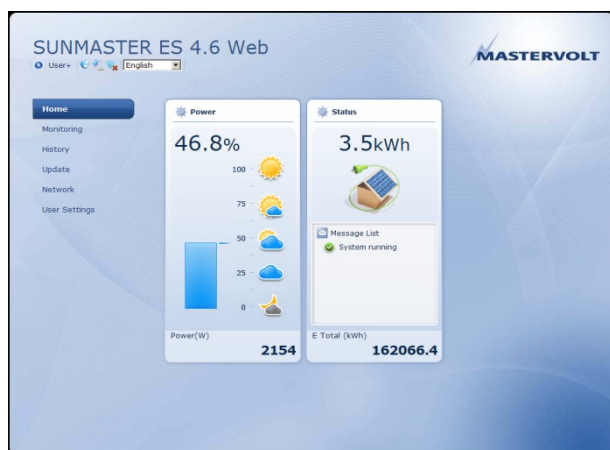 SUNMASTER ES 4.6 Web
MASTERVOLT
User+ English
Home
Monitoring
History
Update
Network
User Settings
Power
46.8%
100
75
50
25
0
Power(W)
2154
Status
3.5kWh
Message List
System running
E Total (kWh)
162066.4